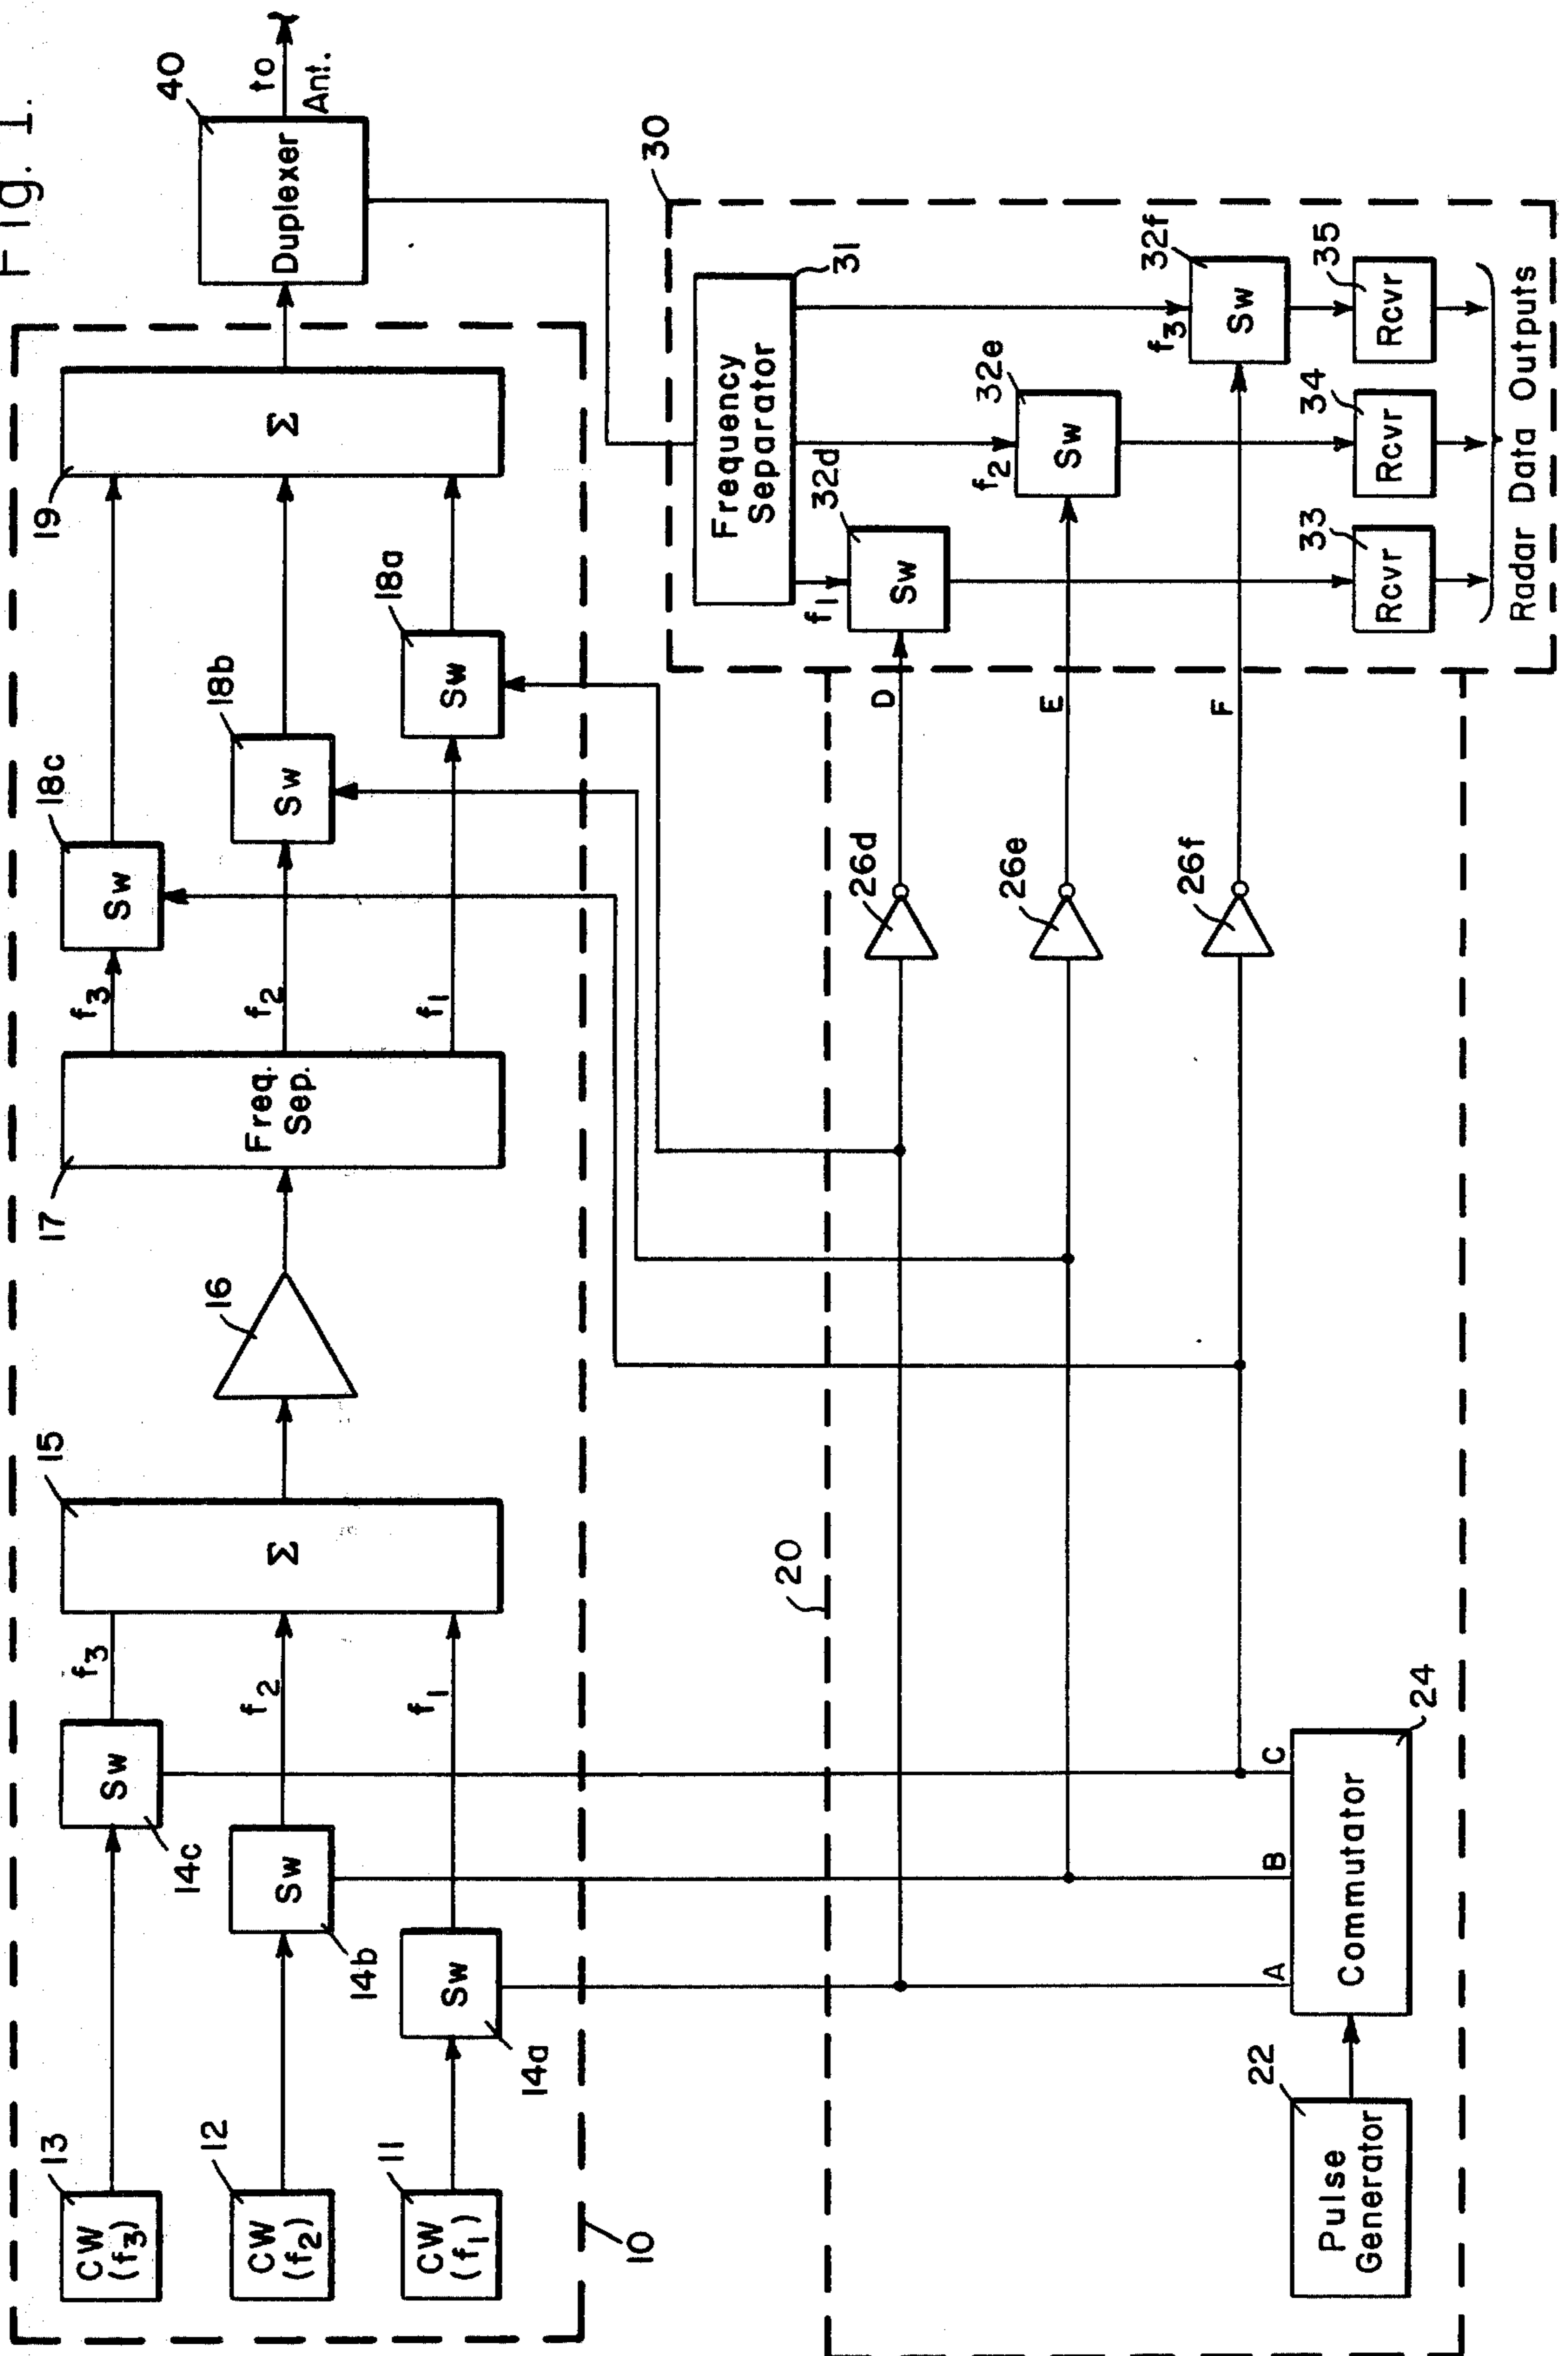 Fig. 1.
13
CW
(f3)
12
CW
(f2)
11
CW
(f1)
10
Sw
14c
Sw
14b
Sw
14a
f3
f2
f1
15
Σ
16
17
Freq.
Sep.
f3
f2
f1
18c
Sw
18b
Sw
18a
Sw
19
Σ
40
Duplexer
to
Ant.
20
22
Pulse
Generator
24
Commutator
A
B
C
26d
26e
26f
D
E
F
30
31
Frequency
Separator
f1
32d
Sw
f2
32e
Sw
f3
32f
Sw
33
Rcvr
34
Rcvr
35
Rcvr
Radar Data Outputs